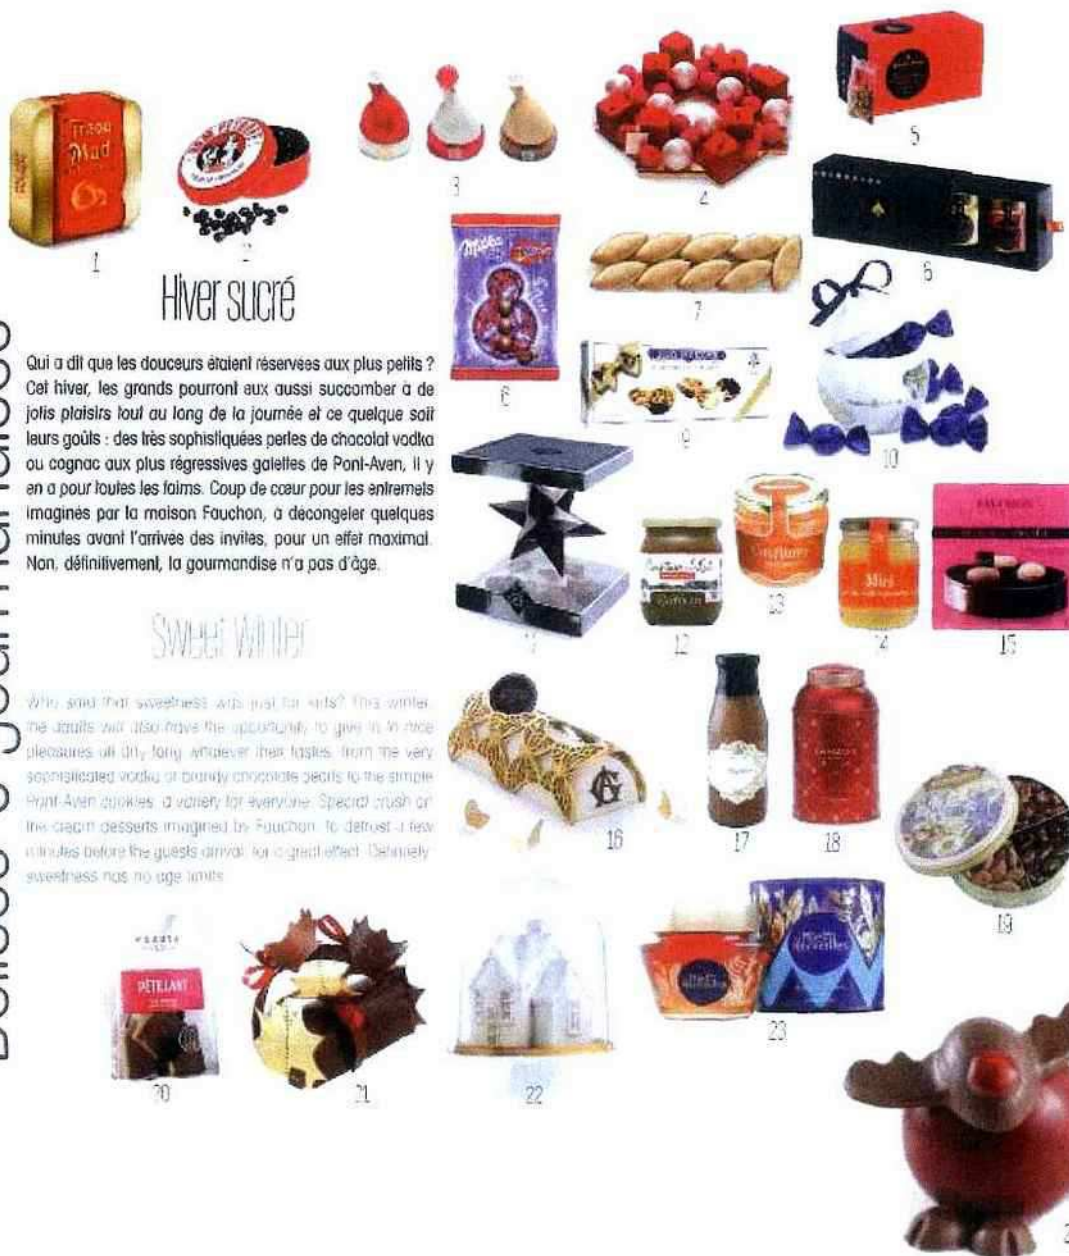 Traou
Mad
1
2
3
4
5
6
7
Milka
6
9
10
Hiver sucré
Qui a dit que les douceurs étaient réservées aux plus petits ?
Cet hiver, les grands pourront eux aussi succomber à de
jolis plaisirs tout au long de la journée et ce quelque soit
leurs goûts : des très sophistiquées perles de chocolat vodka
ou cognac aux plus régressives galettes de Pont-Aven, il y
en a pour toutes les faims. Coup de cœur pour les entremets
imaginés par la maison Fauchon, à décongeler quelques
minutes avant l'arrivée des invités, pour un effet maximal.
Non, définitivement, la gourmandise n'a pas d'âge.
Sweet Winter
Who said that sweetness was just for kids? This winter,
the adults will also have the opportunity to give in to nice
pleasures all day long whatever their tastes: from the very
sophisticated vodka or brandy chocolate pearls to the simple
Pont-Aven cookies, a variety for everyone. Special crush on
the cream desserts imagined by Fauchon, to defrost a few
minutes before the guests arrival, for a great effect. Definitely
sweetness has no age limits.
11
12
Confiture
13
Miel
14
15
16
17
18
19
PÉTILLANT
20
21
22
23